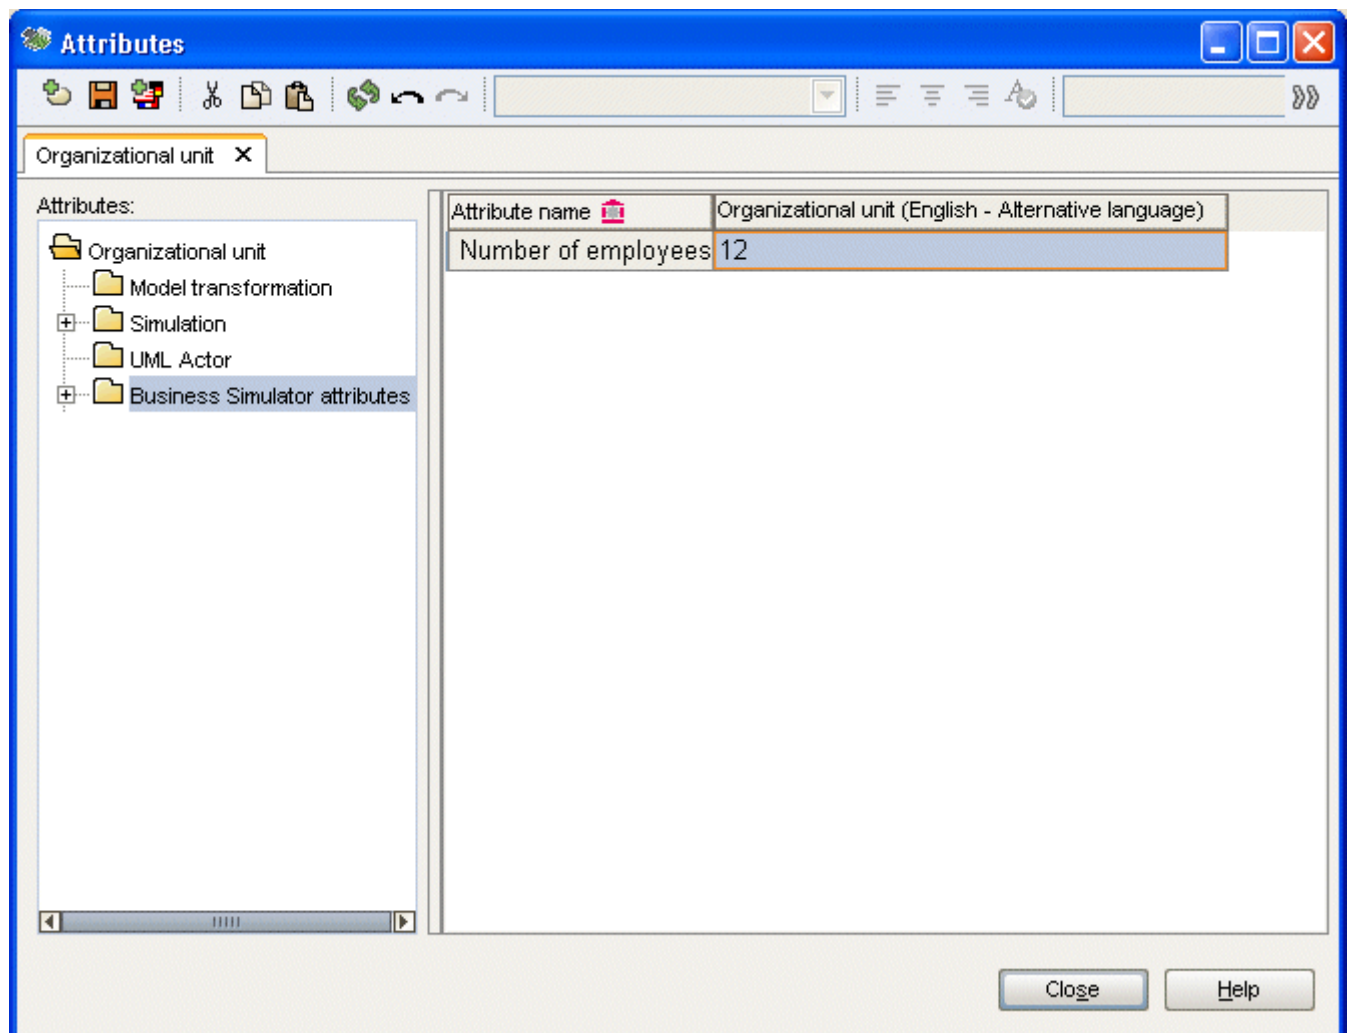 Attributes
Organizational unit
Attributes:
Organizational unit
Model transformation
Simulation
UML Actor
Business Simulator attributes
Attribute name Organizational unit (English - Alternative language)
Number of employees 12
Close Help